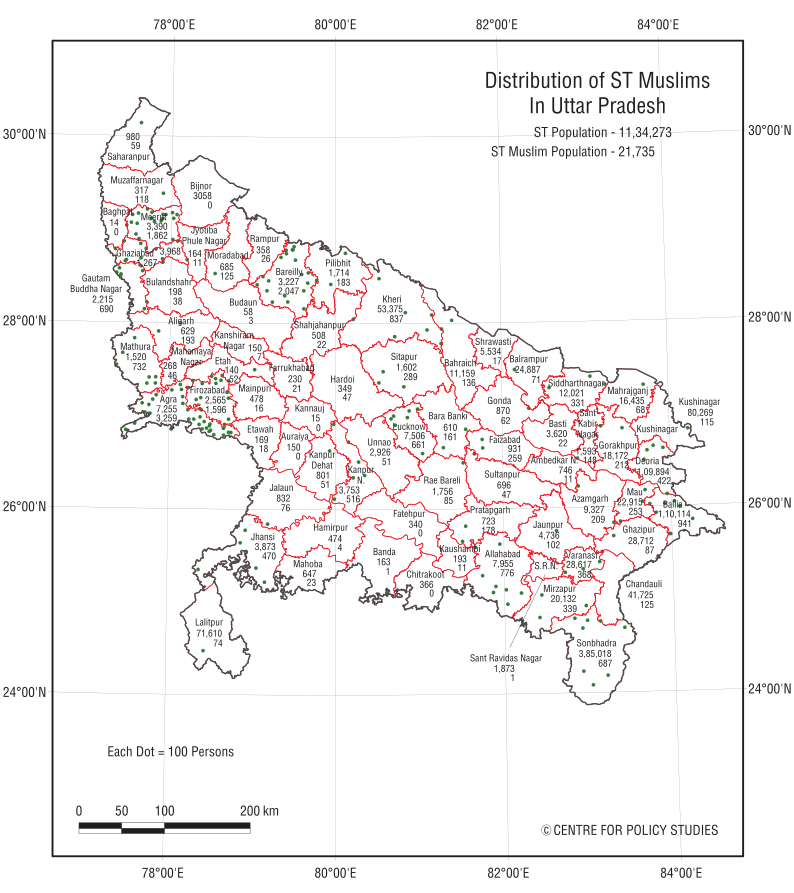 78°00'E 80°00'E 82°00'E 84°00'E
Distribution of ST Muslims
In Uttar Pradesh
ST Population - 11,34,273
ST Muslim Population - 21,735
30°00'N
30°00'N
980
59
Saharanpur
Muzaffarnagar
317
118
Bijnor
3058
0
Baghpat
14
0
Meerut
3,390
1,862
Jyotiba
Phule Nagar
164
11
Ghaziabad
3,968
267
Moradabad
685
125
Rampur
358
26
Bareilly
3,227
2,047
Pilibhit
1,714
183
Gautam
Buddha Nagar
2,215
690
Bulandshahr
198
38
Budaun
58
3
Kheri
53,375
837
Shahjahanpur
508
22
28°00'N
28°00'N
Aligarh
629
193
Mathura
1,520
732
Mahamaya
Nagar
268
46
Kanshiram
Nagar
150
7
Etah
140
52
Farrukhabad
230
21
Hardoi
349
47
Sitapur
1,602
289
Bahraich
11,159
136
Shrawasti
5,534
17
Balrampur
24,887
71
Siddharthnagar
12,021
331
Mahrajganj
16,435
68
Kushinagar
80,269
115
Kushinagar
Agra
7,255
3,259
Firozabad
2,565
1,596
Mainpuri
478
16
Kannauj
15
0
Gonda
870
62
Basti
3,620
22
Sant
Kabir
Nagar
1,593
148
Gorakhpur
18,172
212
Deoria
1,09,894
422
Etawah
169
18
Auraiya
150
0
Kanpur
Dehat
801
51
Kanpur
N.
3,753
516
Unnao
2,926
51
Lucknow
7,506
661
Bara Banki
610
161
Faizabad
931
259
Ambedkar N.
746
11
Sultanpur
696
47
Rae Bareli
1,756
85
Azamgarh
9,327
209
Mau
22,915
253
Ballia
1,10,114
941
26°00'N
26°00'N
Jalaun
832
76
Hamirpur
474
4
Fatehpur
340
0
Pratapgarh
723
178
Jaunpur
4,736
102
Ghazipur
28,712
87
Jhansi
3,873
470
Mahoba
647
23
Banda
163
1
Chitrakoot
366
0
Kaushambi
193
11
Allahabad
7,955
776
S.R.N.
Varanasi
28,617
368
Mirzapur
20,132
339
Chandauli
41,725
125
Lalitpur
71,610
74
Sant Ravidas Nagar
1,873
1
Sonbhadra
3,85,018
687
24°00'N
24°00'N
Each Dot = 100 Persons
0 50 100 200 km
© CENTRE FOR POLICY STUDIES
78°00'E 80°00'E 82°00'E 84°00'E